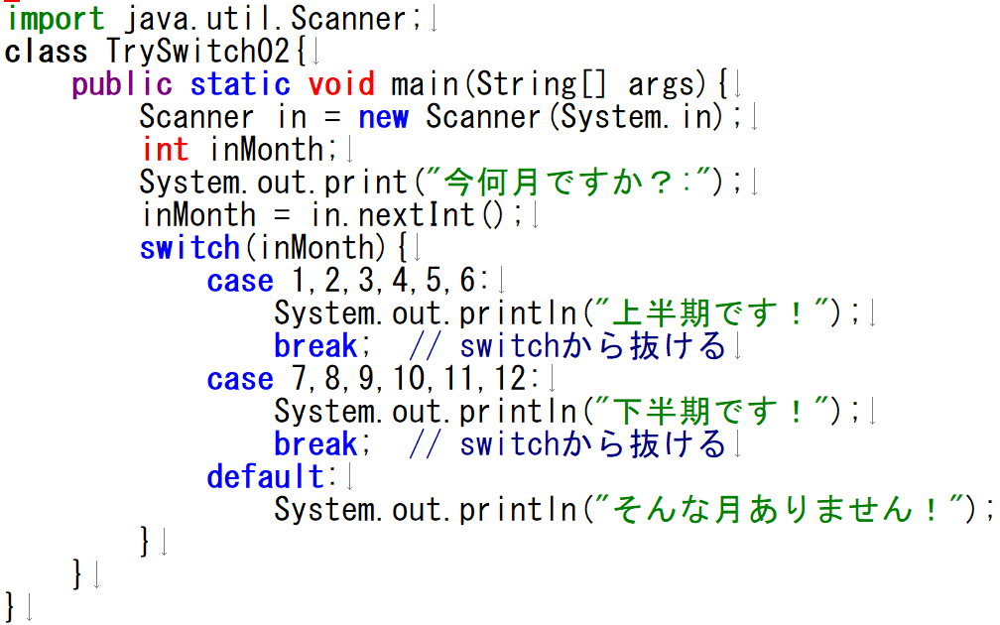 import java.util.Scanner;↓
class TrySwitch02{↓
    public static void main(String[] args){↓
        Scanner in = new Scanner(System.in);↓
        int inMonth;↓
        System.out.print("今何月ですか？:");↓
        inMonth = in.nextInt();↓
        switch(inMonth){↓
            case 1,2,3,4,5,6:↓
                System.out.println("上半期です！");↓
                break;  // switchから抜ける↓
            case 7,8,9,10,11,12:↓
                System.out.println("下半期です！");↓
                break;  // switchから抜ける↓
            default:↓
                System.out.println("そんな月ありません！");
        }↓
    }↓
}↓